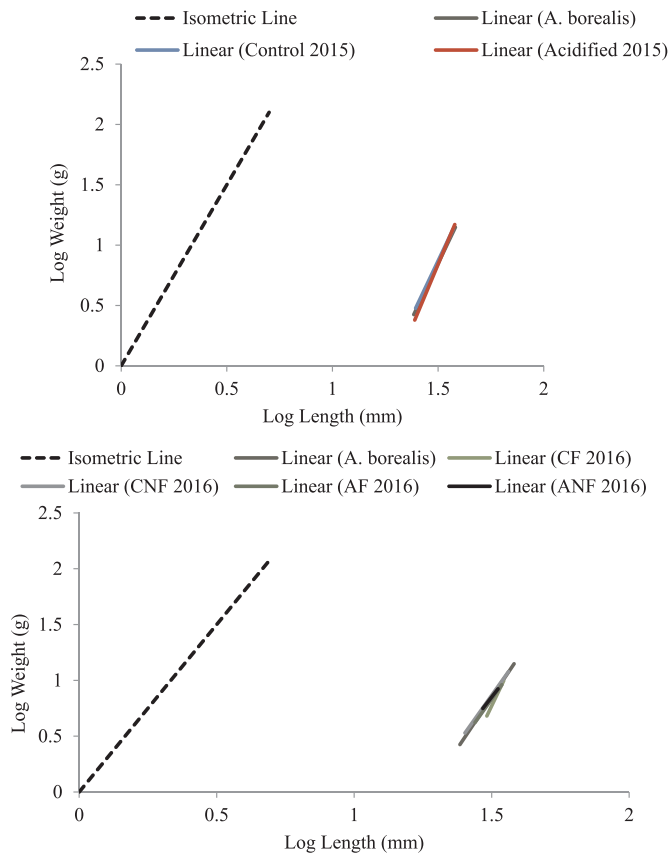 Isometric Line Linear (A. borealis)
Linear (Control 2015) Linear (Acidified 2015)
2.5
2
1.5
1
0.5
0
Log Weight (g)
0 0.5 1 1.5 2
Log Length (mm)
Isometric Line Linear (A. borealis) Linear (CF 2016)
Linear (CNF 2016) Linear (AF 2016) Linear (ANF 2016)
2.5
2
1.5
1
0.5
0
Log Weight (g)
0 0.5 1 1.5 2
Log Length (mm)